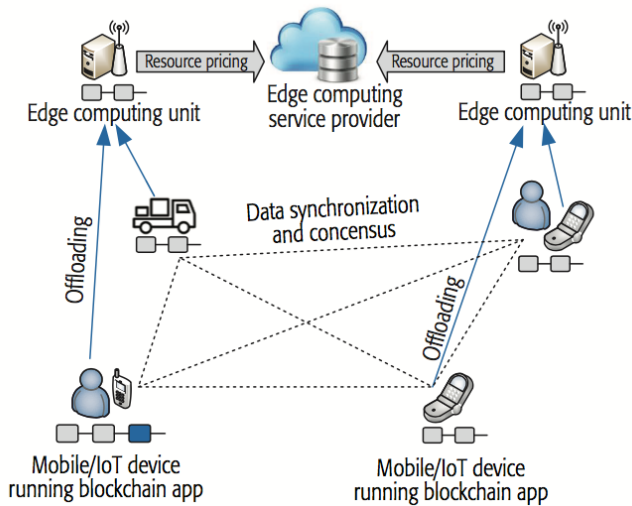 Resource pricing
Resource pricing
Edge computing unit
Edge computing
service provider
Edge computing unit
Data synchronization
and concensus
Offloading
Offloading
Mobile/IoT device
running blockchain app
Mobile/IoT device
running blockchain app